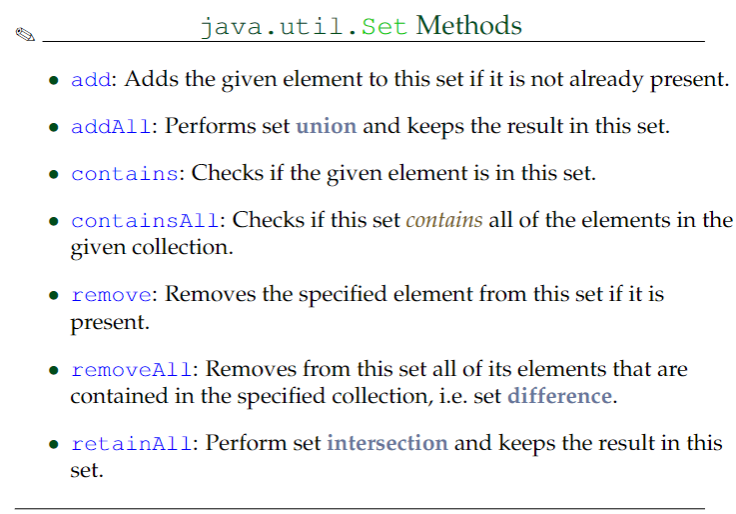 java.util.Set Methods
• add: Adds the given element to this set if it is not already present.
• addAll: Performs set union and keeps the result in this set.
• contains: Checks if the given element is in this set.
• containsAll: Checks if this set contains all of the elements in the
given collection.
• remove: Removes the specified element from this set if it is
present.
• removeAll: Removes from this set all of its elements that are
contained in the specified collection, i.e. set difference.
• retainAll: Perform set intersection and keeps the result in this
set.